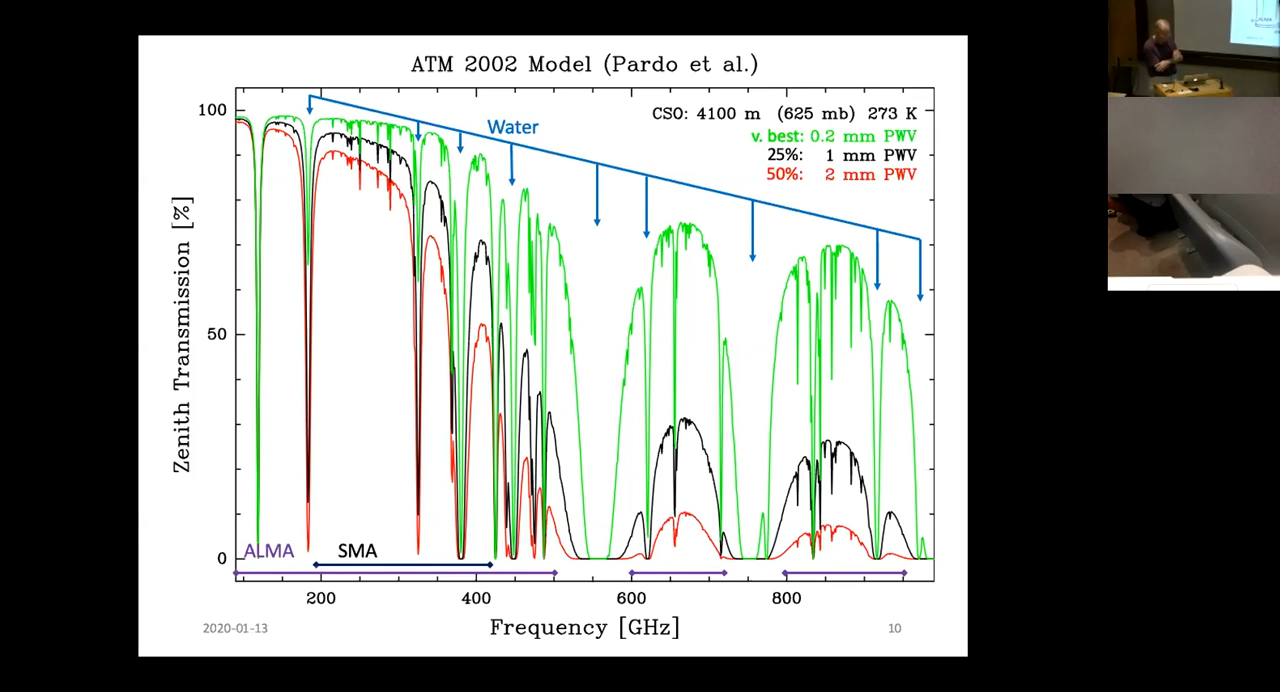 ATM 2002 Model (Pardo et al.)
CSO: 4100 m (625 mb) 273 K
v. best: 0.2 mm PWV
25%: 1 mm PWV
50%: 2 mm PWV
Water
Zenith Transmission [%]
100
50
0
ALMA
SMA
200
400
600
800
Frequency [GHz]
2020-01-13
10
ALMA